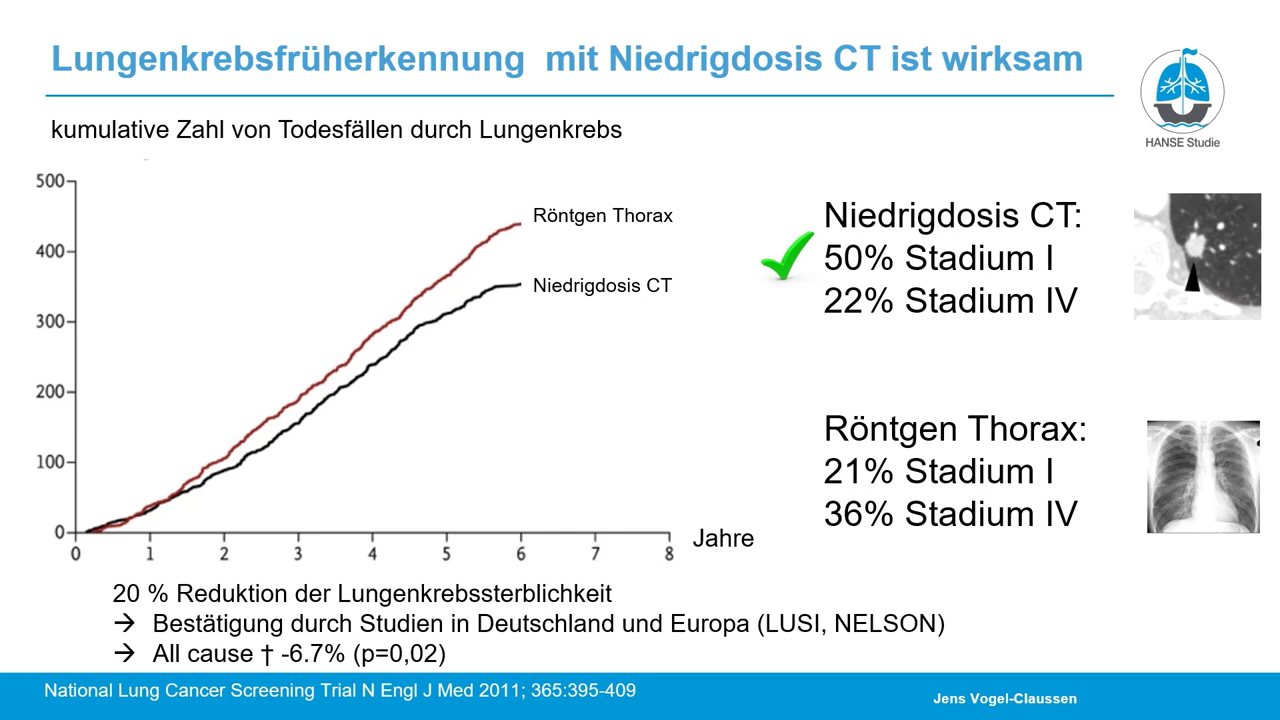 Lungenkrebsfrüherkennung mit Niedrigdosis CT ist wirksam
HANSE Studie
kumulative Zahl von Todesfällen durch Lungenkrebs
500
400
300
200
100
0
Röntgen Thorax
Niedrigdosis CT
0 1 2 3 4 5 6 7 8
Jahre
Niedrigdosis CT:
50% Stadium I
22% Stadium IV
Röntgen Thorax:
21% Stadium I
36% Stadium IV
20 % Reduktion der Lungenkrebssterblichkeit
→ Bestätigung durch Studien in Deutschland und Europa (LUSI, NELSON)
→ All cause † -6.7% (p=0,02)
National Lung Cancer Screening Trial N Engl J Med 2011; 365:395-409
Jens Vogel-Claussen